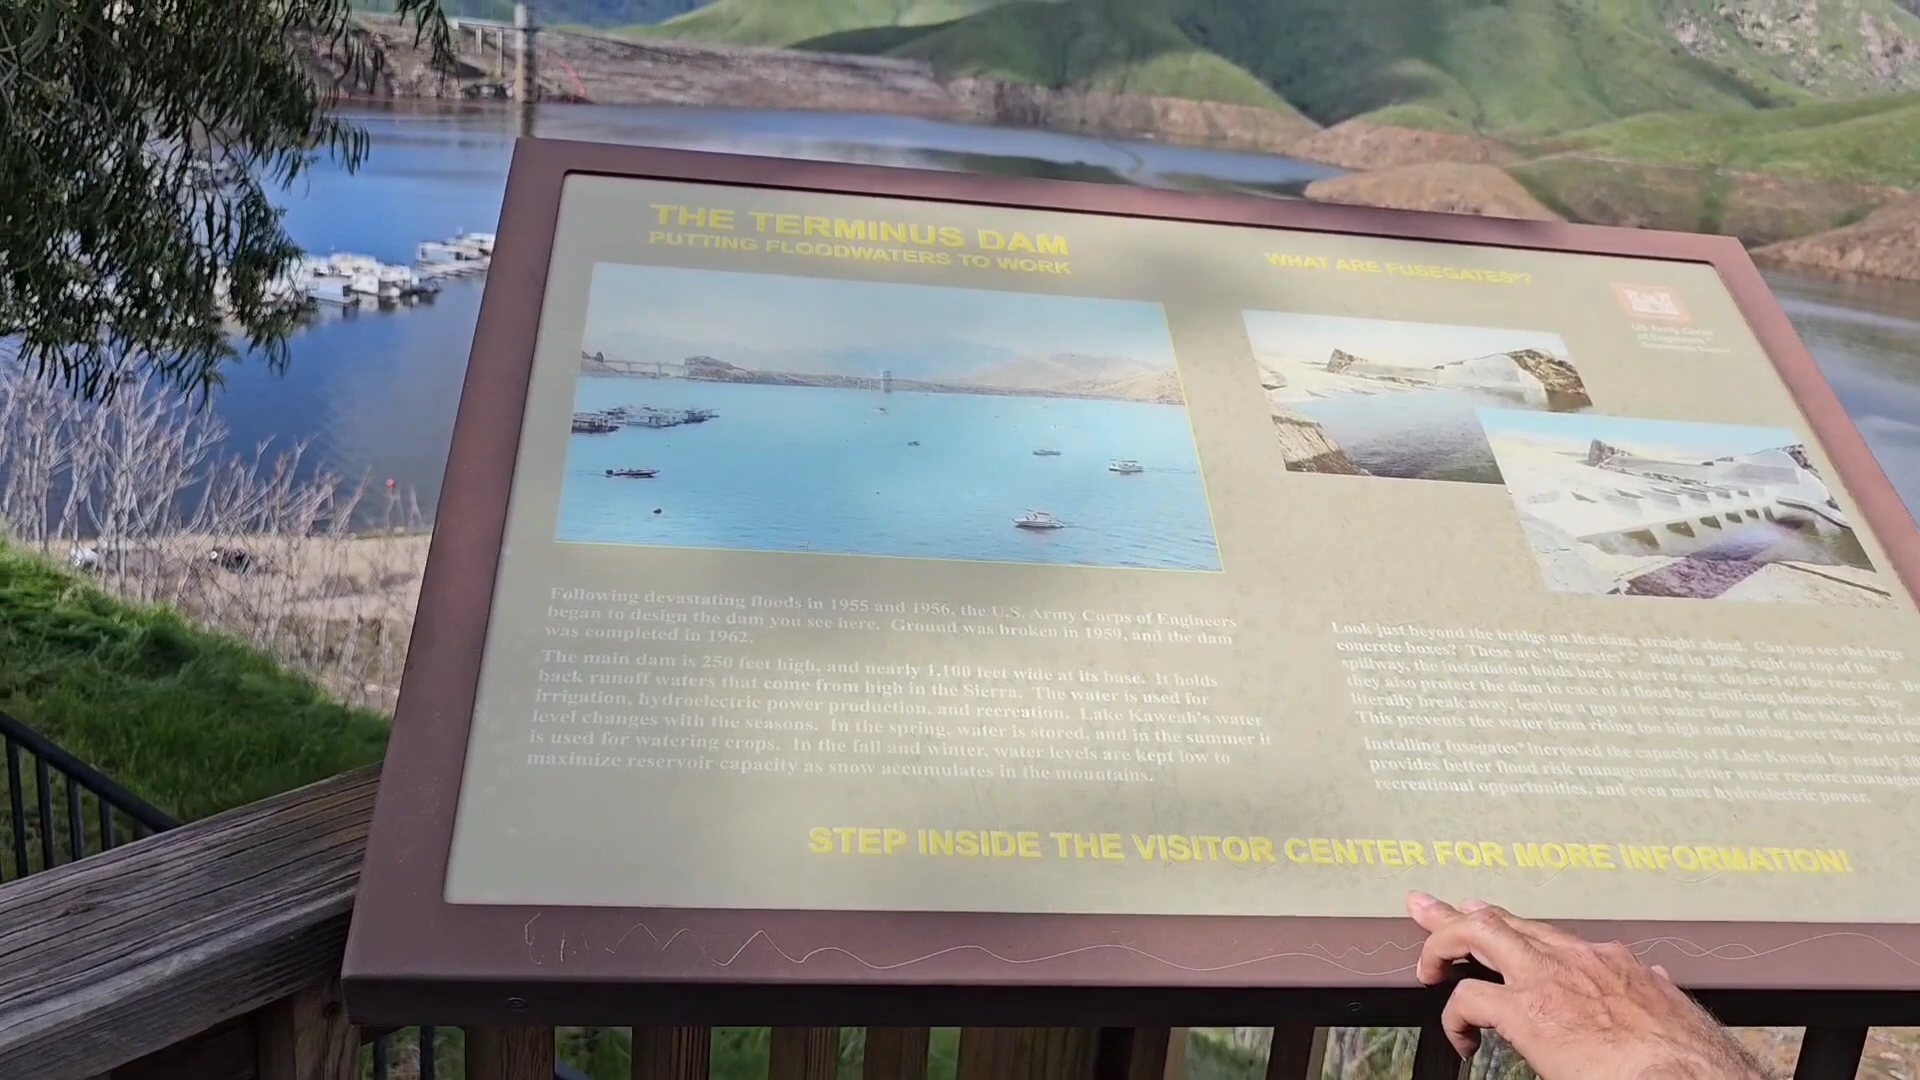 THE TERMINUS DAM
PUTTING FLOODWATERS TO WORK
Following devastating floods in 1955 and 1956, the U.S. Army Corps of Engineers
began to design the dam you see here. Ground was broken in 1959, and the dam
was completed in 1962.
The main dam is 250 feet high, and nearly 1,100 feet wide at its base. It holds
back runoff waters that come from high in the Sierra. The water is used for
irrigation, hydroelectric power production, and recreation. Lake Kaweah's water
level changes with the seasons. In the spring, water is stored, and in the summer it
is used for watering crops. In the fall and winter, water levels are kept low to
maximize reservoir capacity as snow accumulates in the mountains.
WHAT ARE FUSEGATES®?
US Army Corps
of Engineers
Look just beyond the bridge on the dam, straight ahead. Can you see the large
concrete boxes? These are "fusegates®." Built in 2005, right on top of the
spillway, the installation holds back water to raise the level of the reservoir.
they also protect the dam in case of a flood by sacrificing themselves. They
literally break away, leaving a gap to let water flow out of the lake much
This prevents the water from rising too high and flowing over the top of
Installing fusegates® increased the capacity of Lake Kaweah by nearly
provides better flood risk management, better water resource
recreational opportunities, and even more hydroelectric power.
STEP INSIDE THE VISITOR CENTER FOR MORE INFORMATION!